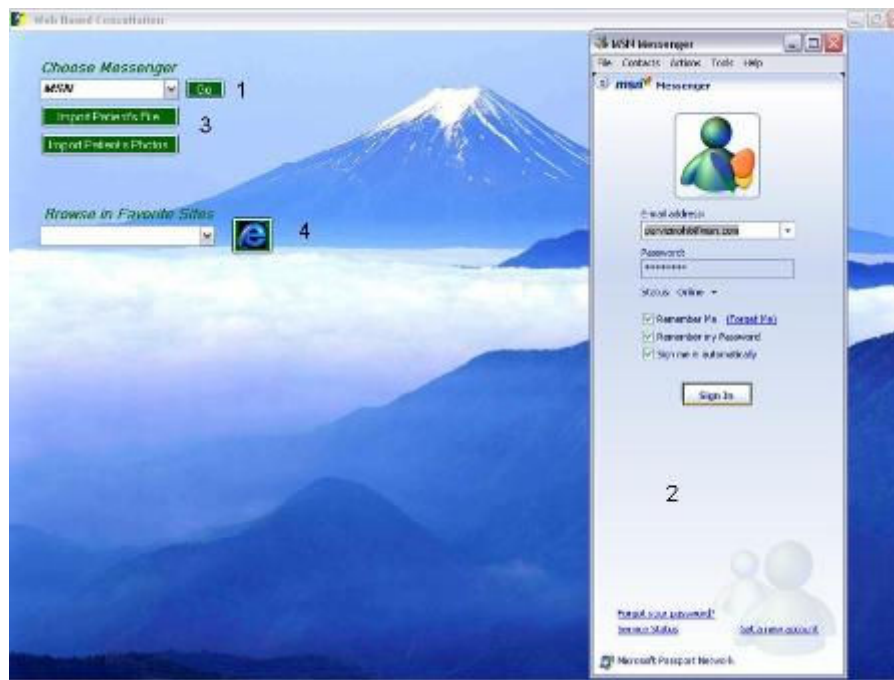 Web Based Consultation
Choose Messenger
MSN
Go
1
Import Patient's File
3
Import Patient's Photos
Browse in Favorite Sites
4
MSN Messenger
File Contacts Actions Tools Help
msn Messenger
E-mail address:
Password:
*********
Status: Online
Remember Me (Forget Me)
Remember my Password
Sign me in automatically
Sign In
2
Forgot your password?
Service Status
Get a new account
Microsoft Passport Network